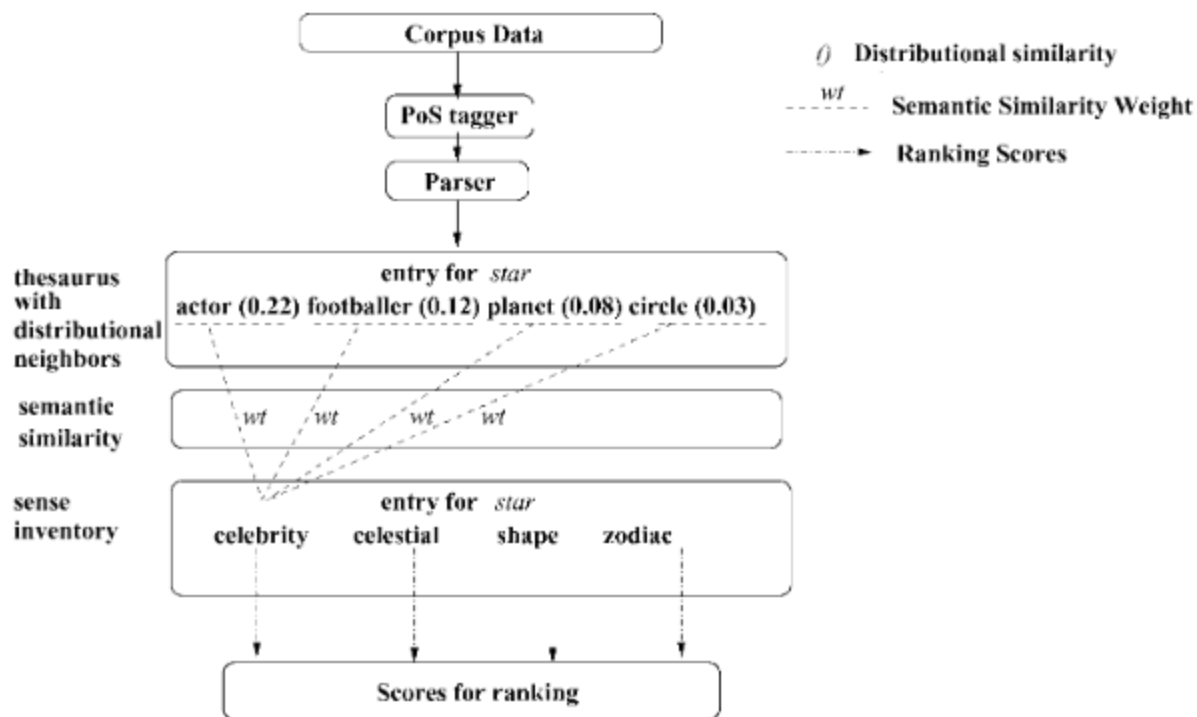 Corpus Data
PoS tagger
Parser
() Distributional similarity
wt
Semantic Similarity Weight
Ranking Scores
thesaurus
with
distributional
neighbors
entry for star
actor (0.22) footballer (0.12) planet (0.08) circle (0.03)
semantic
similarity
wt wt wt wt
sense
inventory
entry for star
celebrity celestial shape zodiac
Scores for ranking